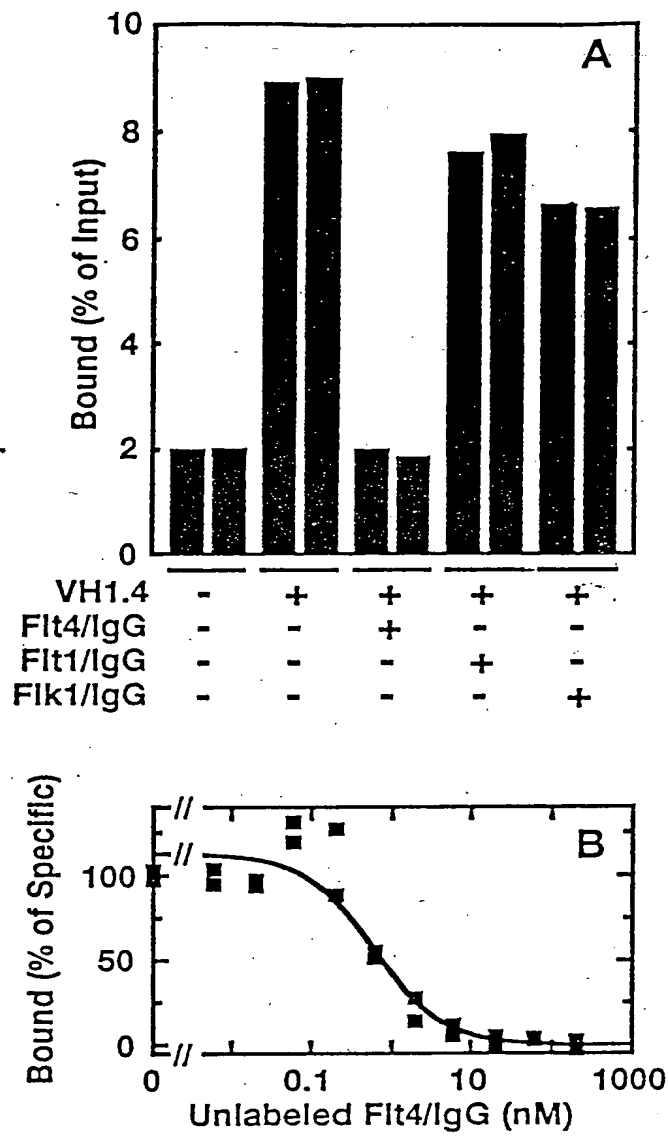 10
A
8
6
4
2
0
Bound (% of Input)
VH1.4 - + + + +
Flt4/IgG - - + - -
Flt1/IgG - - - + -
Flk1/IgG - - - - +
B
100
50
0
Bound (% of Specific)
0 0.1 10 1000
Unlabeled Flt4/IgG (nM)